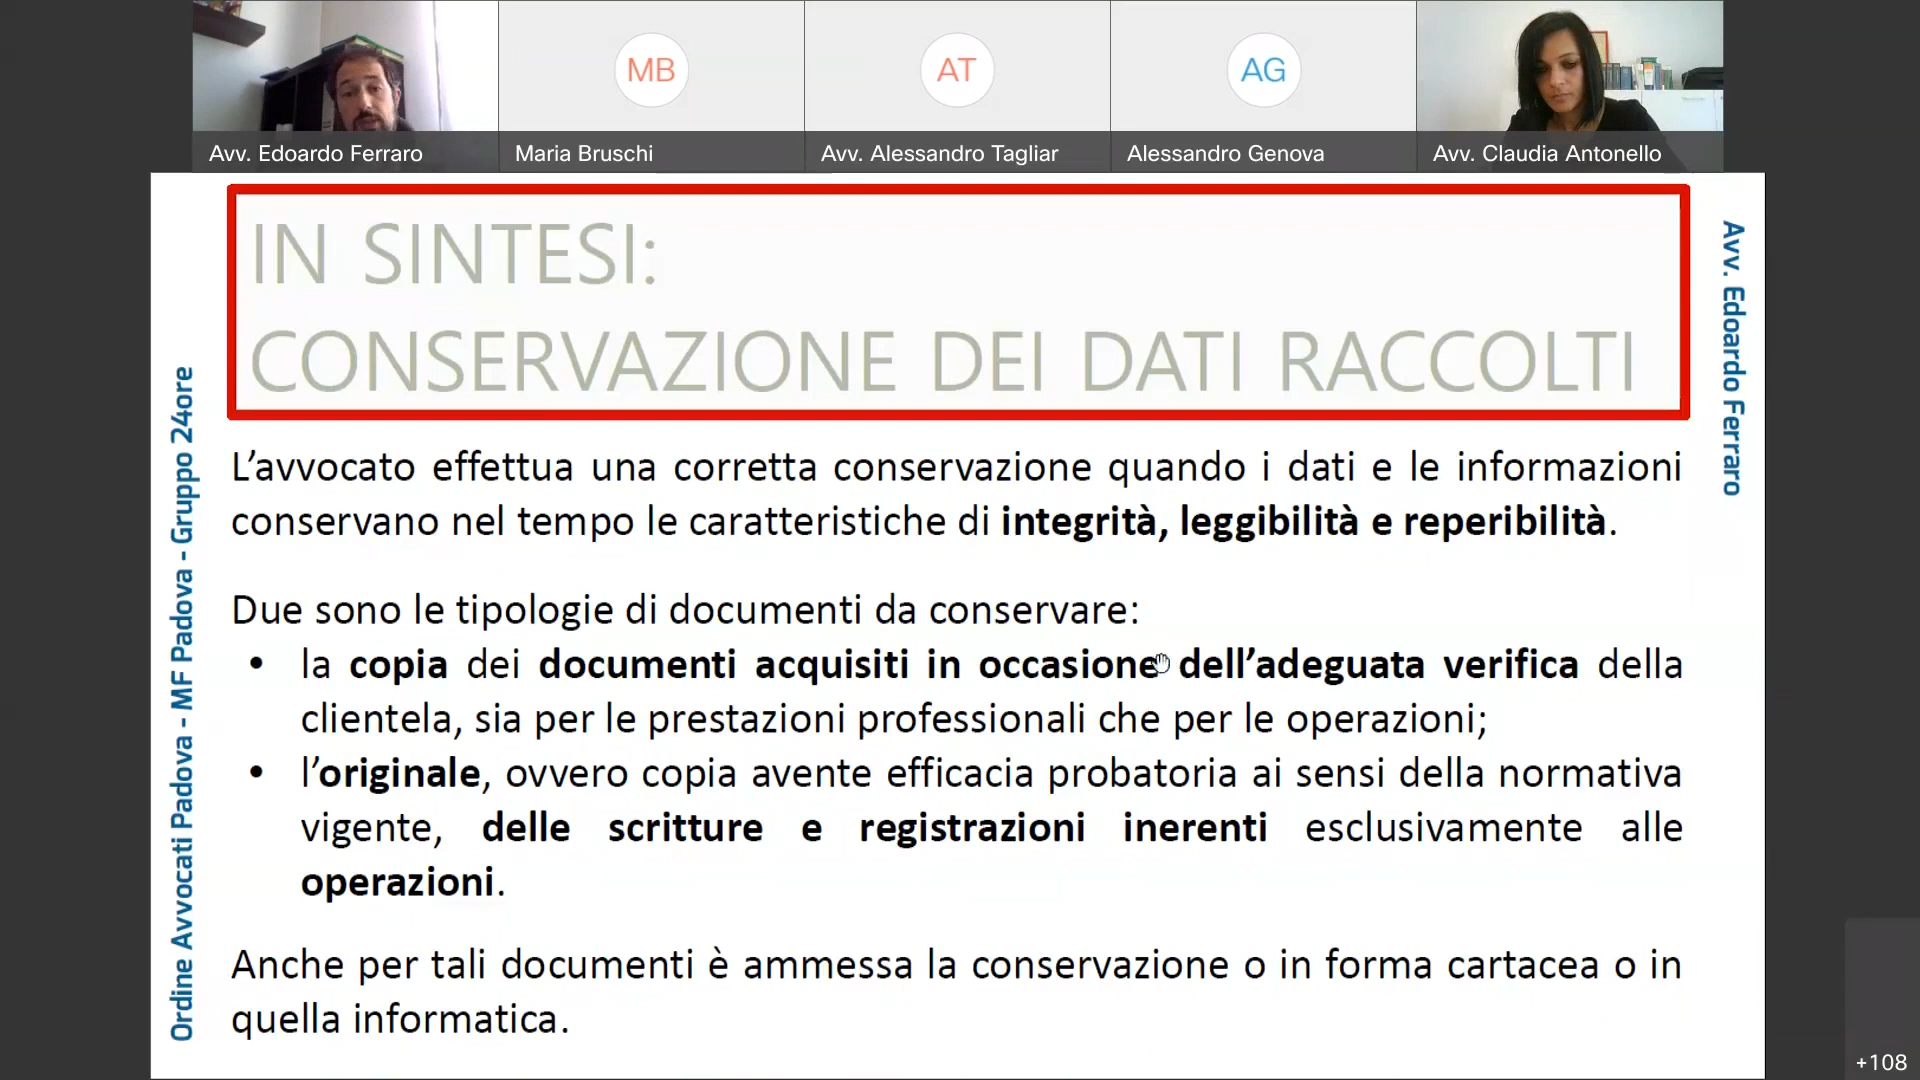 MB
AT
AG
Avv. Edoardo Ferraro
Maria Bruschi
Avv. Alessandro Tagliar
Alessandro Genova
Avv. Claudia Antonello
IN SINTESI:
CONSERVAZIONE DEI DATI RACCOLTI
L’avvocato effettua una corretta conservazione quando i dati e le informazioni
conservano nel tempo le caratteristiche di integrità, leggibilità e reperibilità.
Due sono le tipologie di documenti da conservare:
• la copia dei documenti acquisiti in occasione dell’adeguata verifica della
clientela, sia per le prestazioni professionali che per le operazioni;
• l’originale, ovvero copia avente efficacia probatoria ai sensi della normativa
vigente, delle scritture e registrazioni inerenti esclusivamente alle
operazioni.
Anche per tali documenti è ammessa la conservazione o in forma cartacea o in
quella informatica.
Ordine Avvocati Padova - MF Padova - Gruppo 24ore
Avv. Edoardo Ferraro
+108